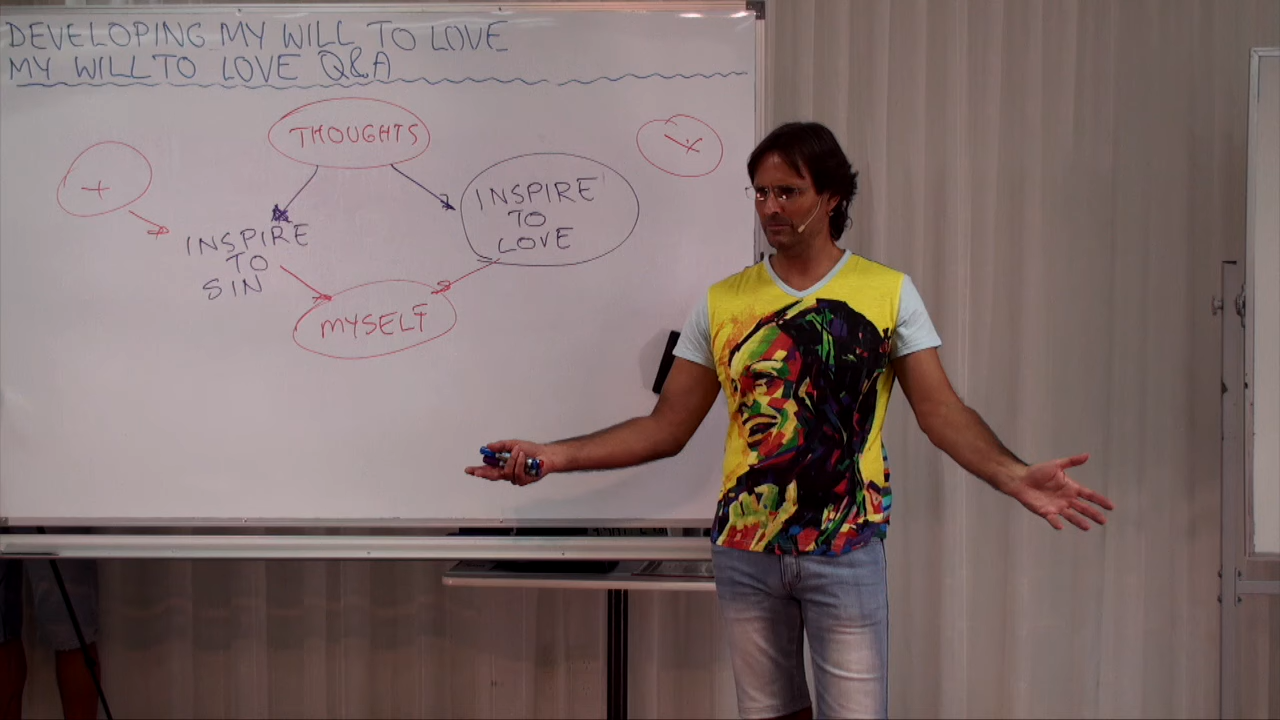 DEVELOPING MY WILL TO LOVE
MY WILL TO LOVE Q&A
THOUGHTS
INSPIRE
TO
SIN
INSPIRE
TO
LOVE
MYSELF